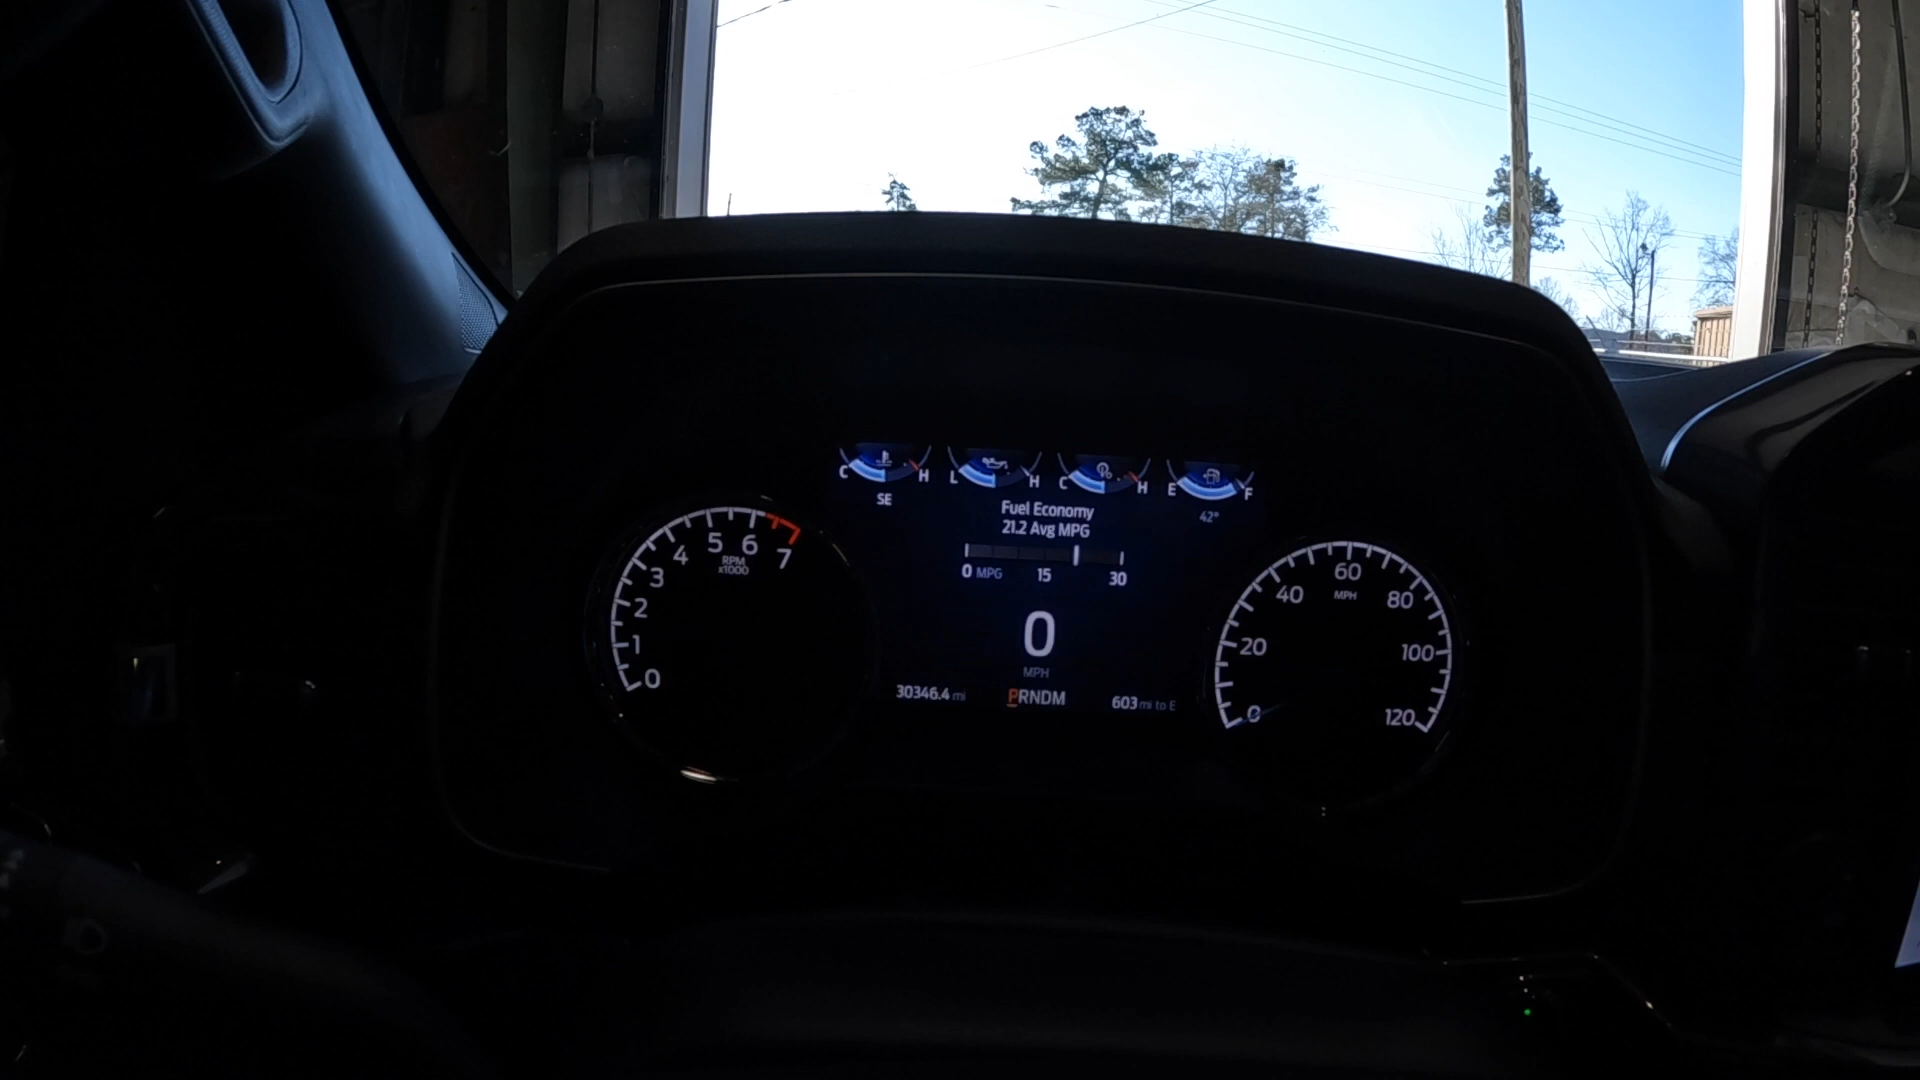 C H
L H
C H
E F
SE
42°
Fuel Economy
21.2 Avg MPG
0 MPG 15 30
0
MPH
30346.4 mi
PRNDM
603 mi to E
0
1
2
3
4
5
6
7
RPM
x1000
0
20
40
60
80
100
120
MPH